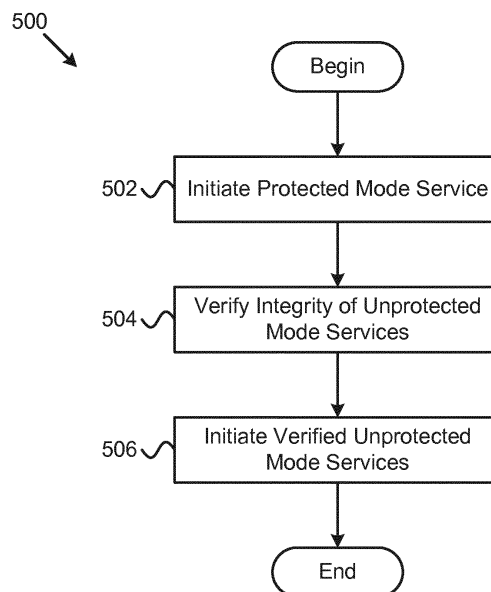 500
Begin
502
Initiate Protected Mode Service
504
Verify Integrity of Unprotected
Mode Services
506
Initiate Verified Unprotected
Mode Services
End